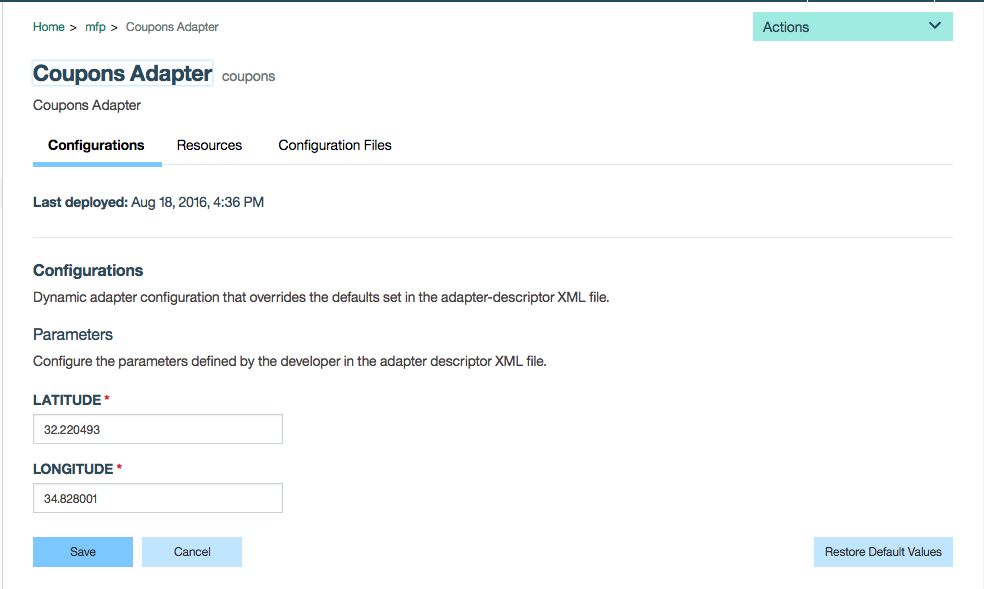 Home > mfp > Coupons Adapter
Actions
Coupons Adapter coupons
Coupons Adapter
Configurations Resources Configuration Files
Last deployed: Aug 18, 2016, 4:36 PM
Configurations
Dynamic adapter configuration that overrides the defaults set in the adapter-descriptor XML file.
Parameters
Configure the parameters defined by the developer in the adapter descriptor XML file.
LATITUDE *
32.220493
LONGITUDE *
34.828001
Save Cancel Restore Default Values